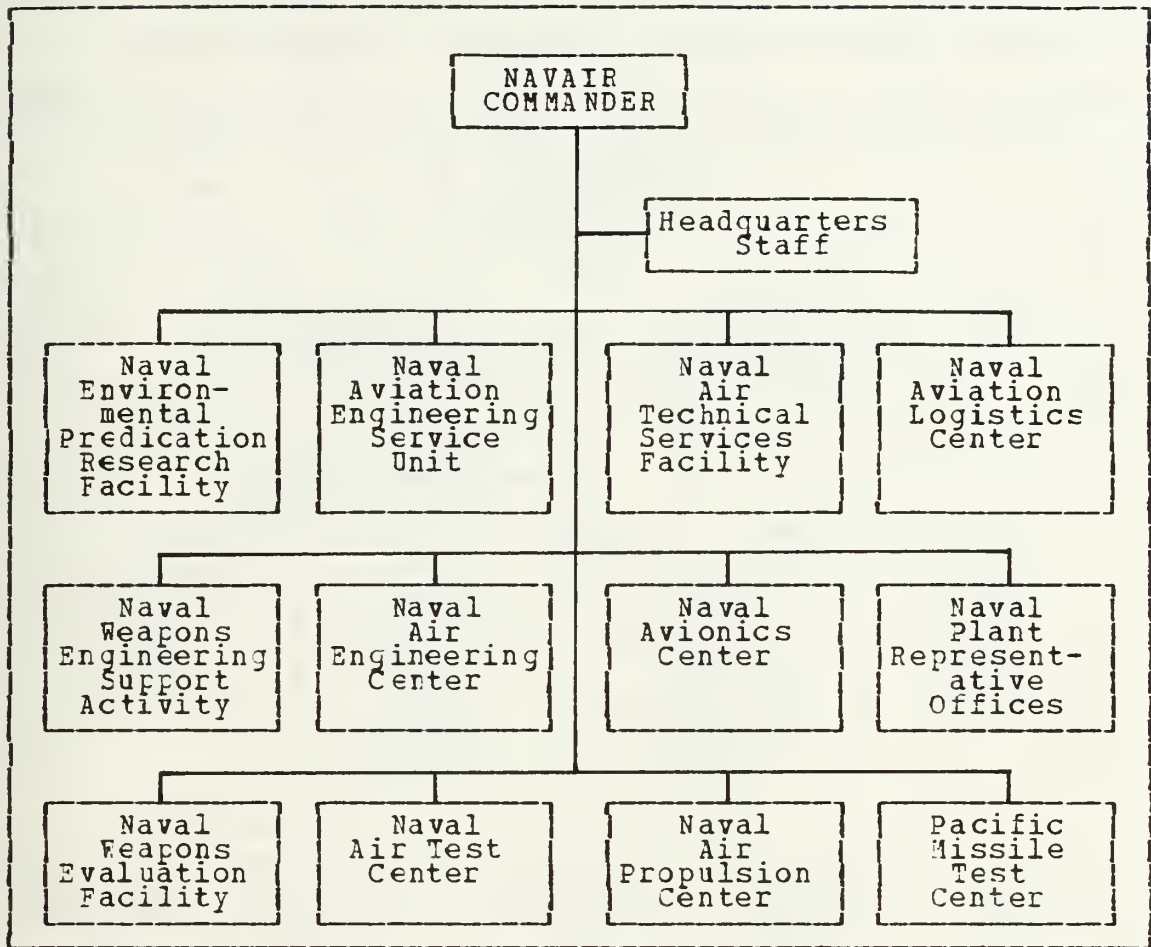 NAVAIR
COMMANDER
Headquarters
Staff
Naval
Environ-
mental
Predication
Research
Facility
Naval
Aviation
Engineering
Service
Unit
Naval
Air
Technical
Services
Facility
Naval
Aviation
Logistics
Center
Naval
Weapons
Engineering
Support
Activity
Naval
Air
Engineering
Center
Naval
Avionics
Center
Naval
Plant
Represent-
ative
Offices
Naval
Weapons
Evaluation
Facility
Naval
Air Test
Center
Naval
Air
Propulsion
Center
Pacific
Missile
Test
Center